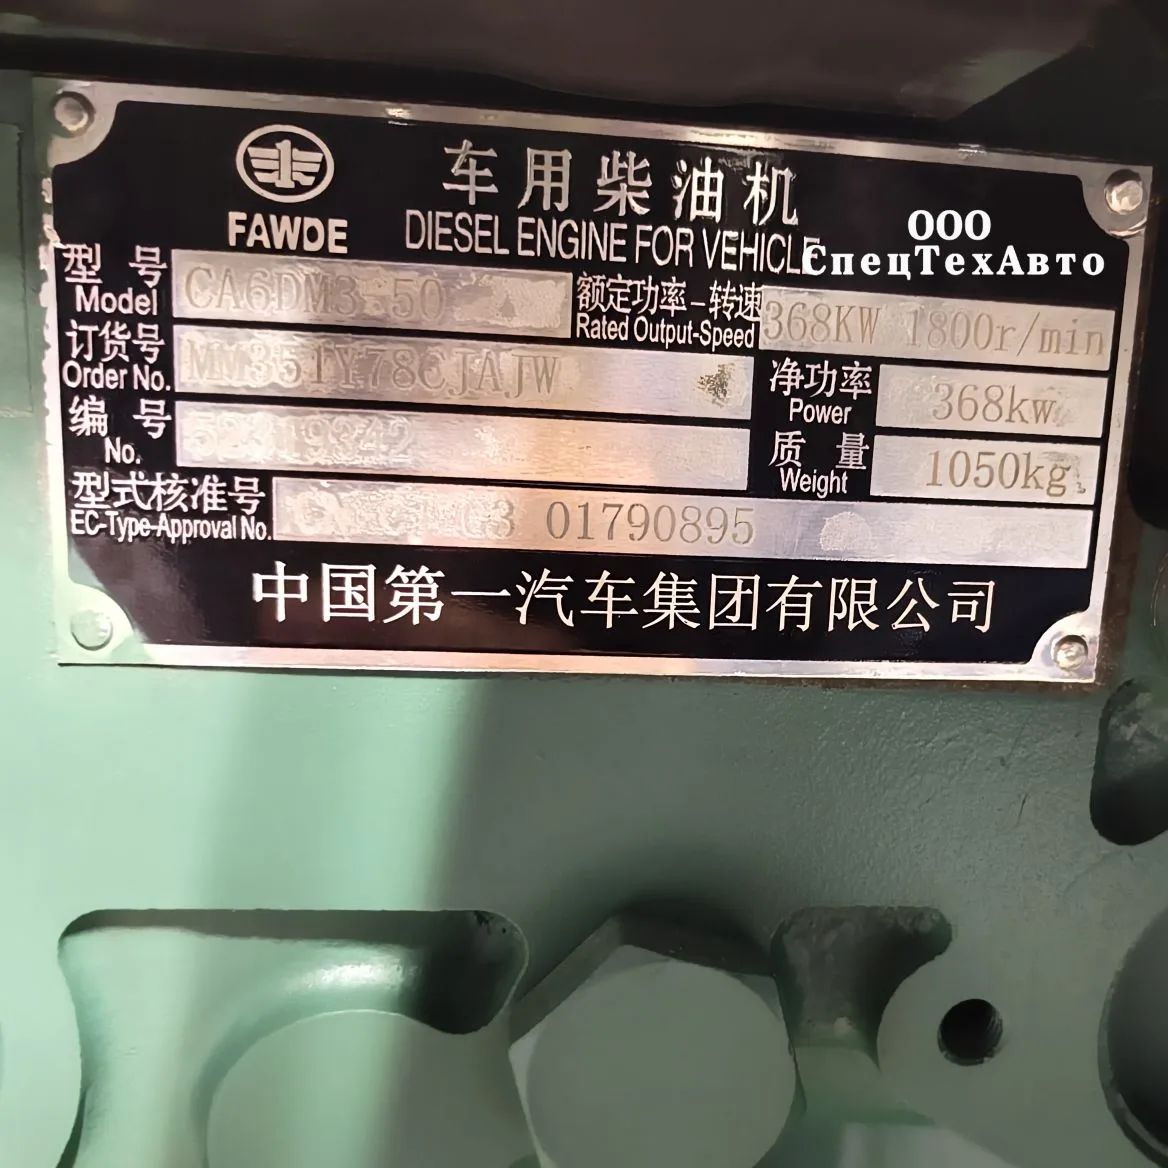 车用柴油机
FAWDE
DIESEL ENGINE FOR VEHICLE
ООО
СпецТехАвто
型号
Model
CA6DM3-50
额定功率-转速
Rated Output-Speed
368KW 1800r/min
订货号
Order No.
MM351Y78CJAJW
净功率
Power
368kw
编号
No.
质量
Weight
1050kg
型式核准号
EC-Type-Approval No.
G3 01790895
中国第一汽车集团有限公司